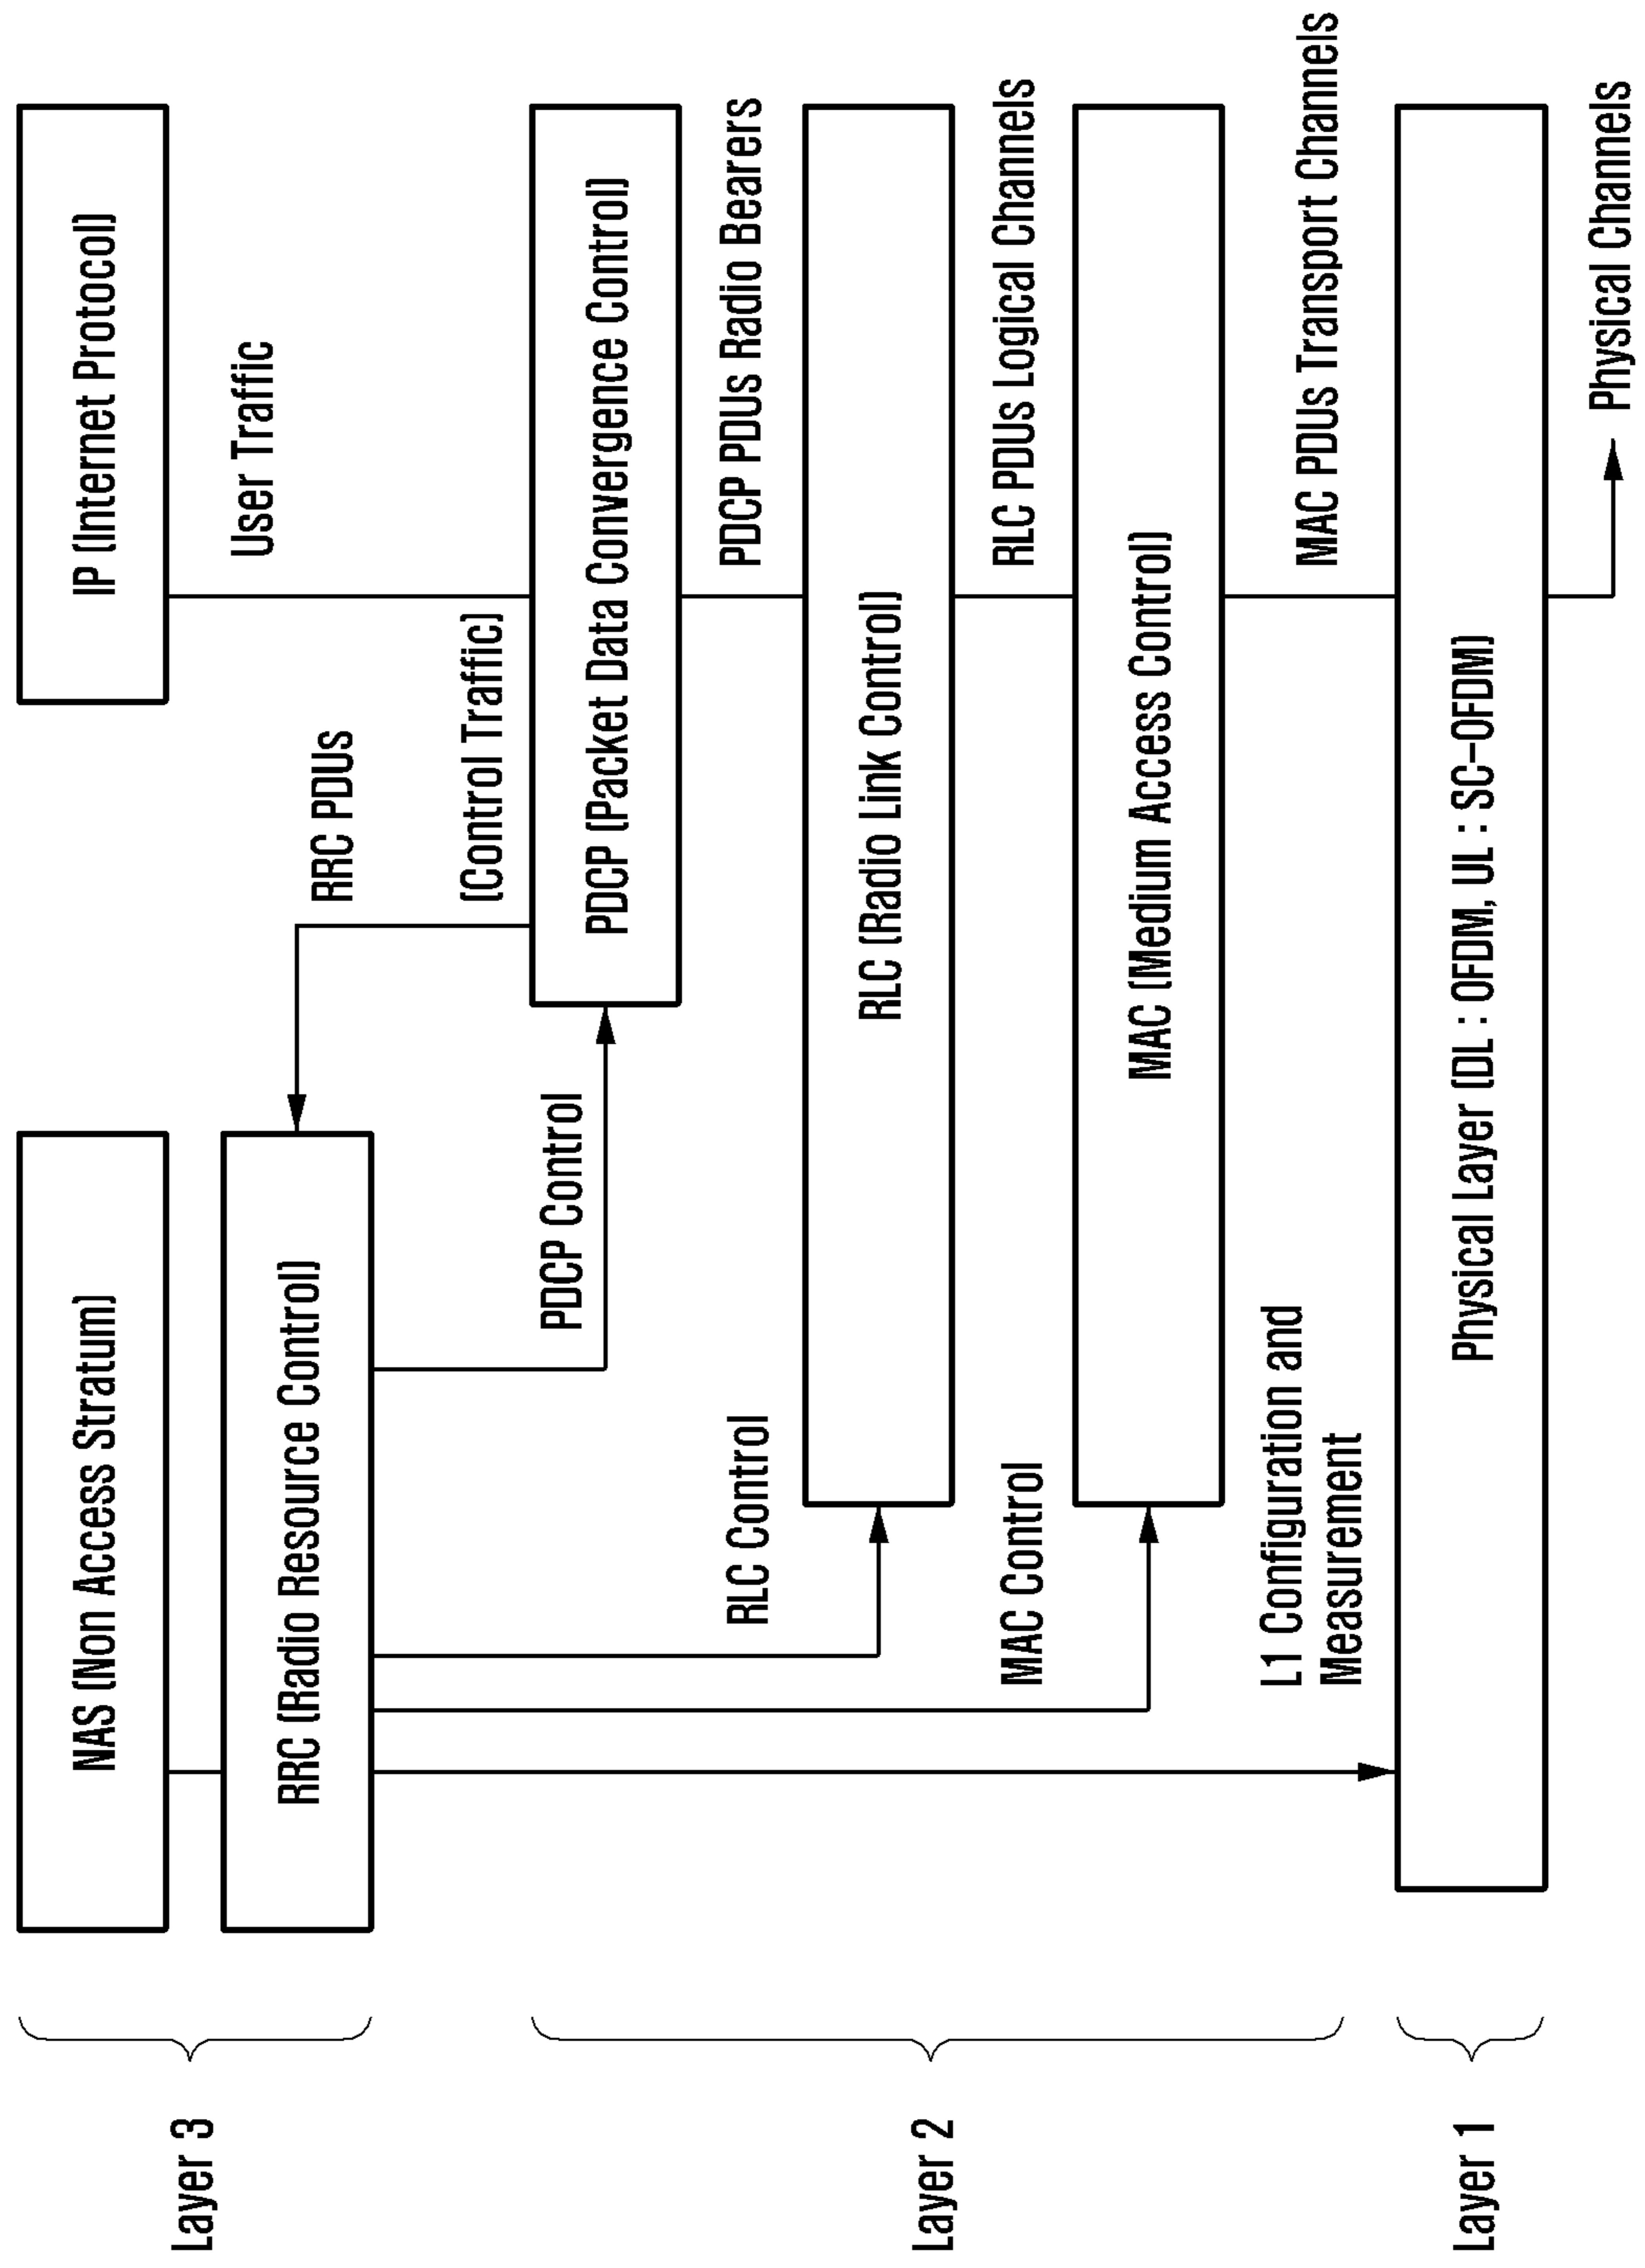 Layer 3
NAS (Non Access Stratum)
IP (Internet Protocol)
RRC (Radio Resource Control)
User Traffic
RRC PDUs
(Control Traffic)
Layer 2
PDCP Control
PDCP (Packet Data Convergence Control)
RLC Control
PDCP PDUs Radio Bearers
RLC (Radio Link Control)
MAC Control
RLC PDUs Logical Channels
MAC (Medium Access Control)
L1 Configuration and
Measurement
MAC PDUs Transport Channels
Layer 1
Physical Layer (DL : OFDM, UL : SC-OFDM)
Physical Channels